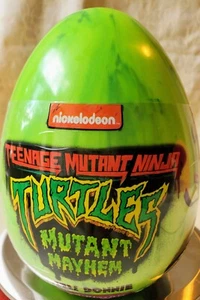 nickelodeon
TEENAGE MUTANT NINJA
TURTLES
MUTANT
MAYHEM